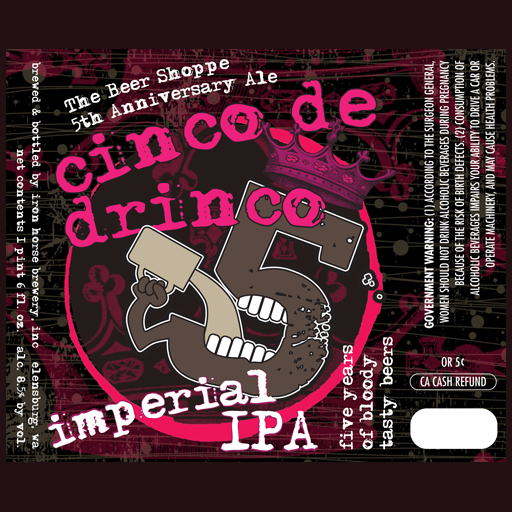 brewed & bottled by iron horse brewery, inc elensburg, wa
net contents 1 pint 6 fl oz. alc. 8.5% by vol
The Beer Shoppe
5th Anniversary Ale
cinco de
drinco
5
imperial
IPA
five years
of bloody
tasty beers
GOVERNMENT WARNING: (1) ACCORDING TO THE SURGEON GENERAL,
WOMEN SHOULD NOT DRINK ALCOHOLIC BEVERAGES DURING PREGNANCY
BECAUSE OF THE RISK OF BIRTH DEFECTS. (2) CONSUMPTION OF
ALCOHOLIC BEVERAGES IMPAIRS YOUR ABILITY TO DRIVE A CAR OR
OPERATE MACHINERY, AND MAY CAUSE HEALTH PROBLEMS.
OR 5¢
CA CASH REFUND